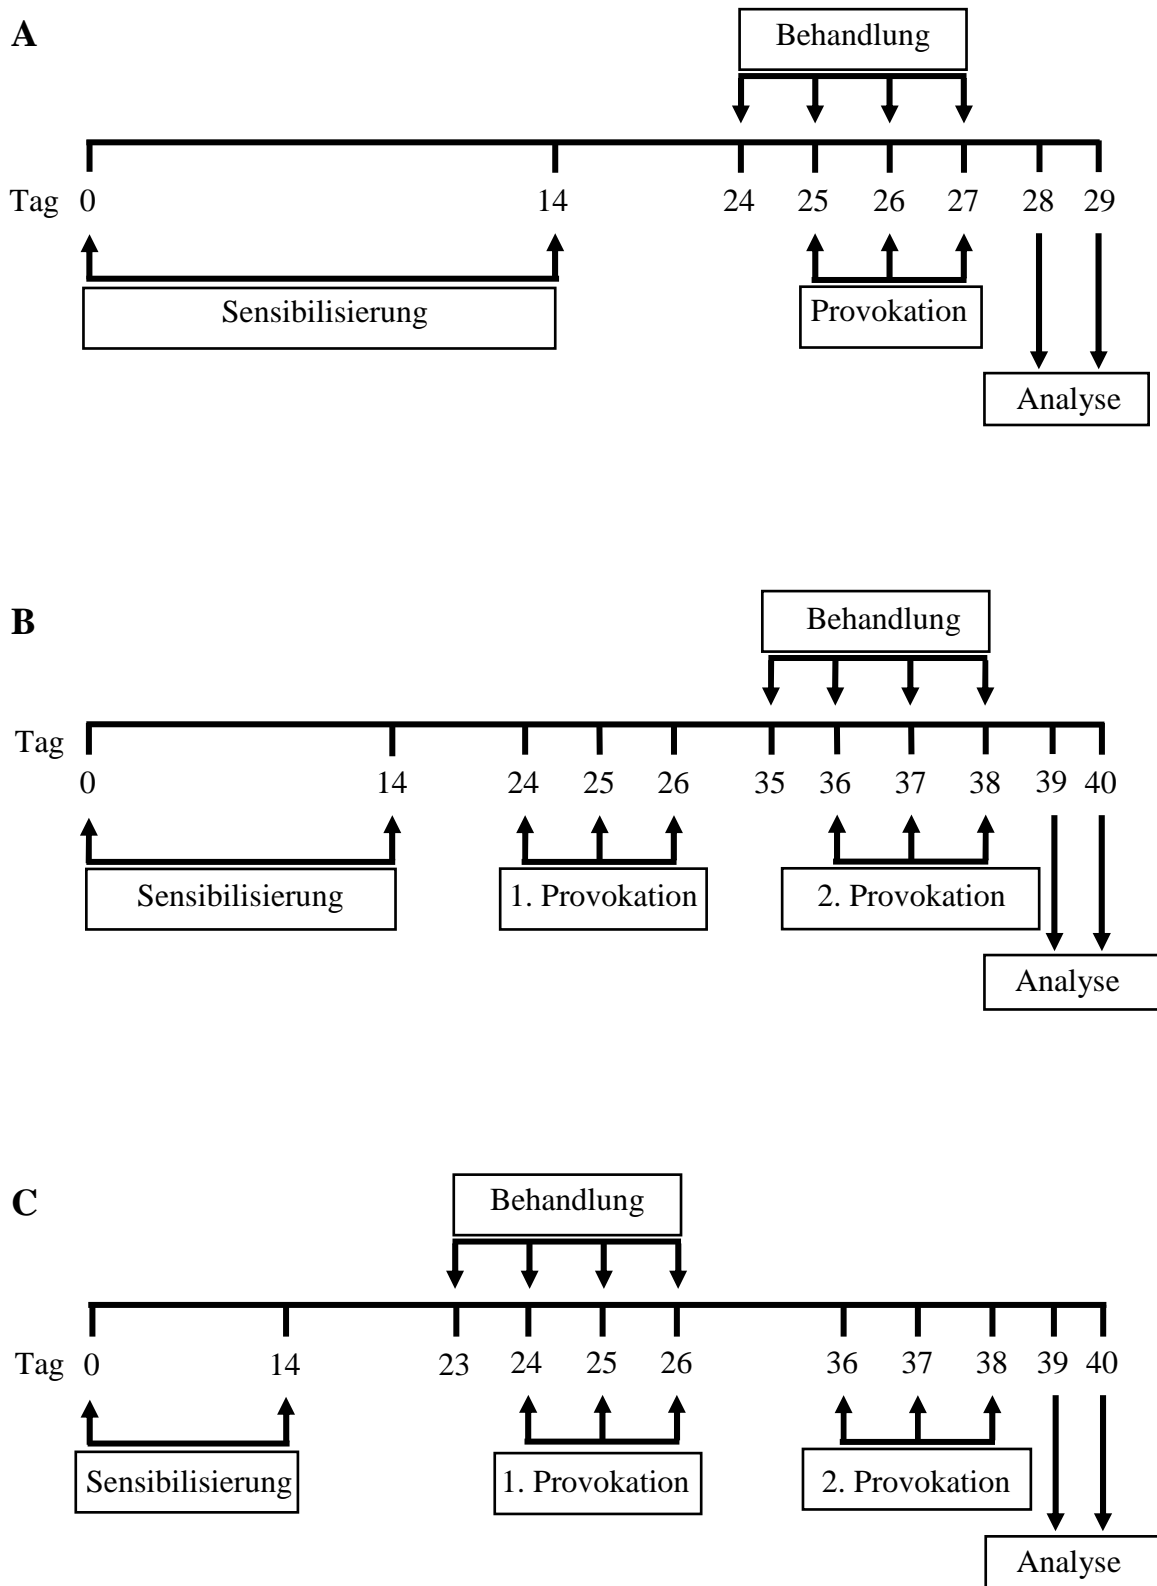 A
Behandlung
Tag 0 14 24 25 26 27 28 29
Sensibilisierung
Provokation
Analyse
B
Behandlung
Tag
0 14 24 25 26 35 36 37 38 39 40
Sensibilisierung
1. Provokation
2. Provokation
Analyse
C
Behandlung
Tag 0 14 23 24 25 26 36 37 38 39 40
Sensibilisierung
1. Provokation
2. Provokation
Analyse